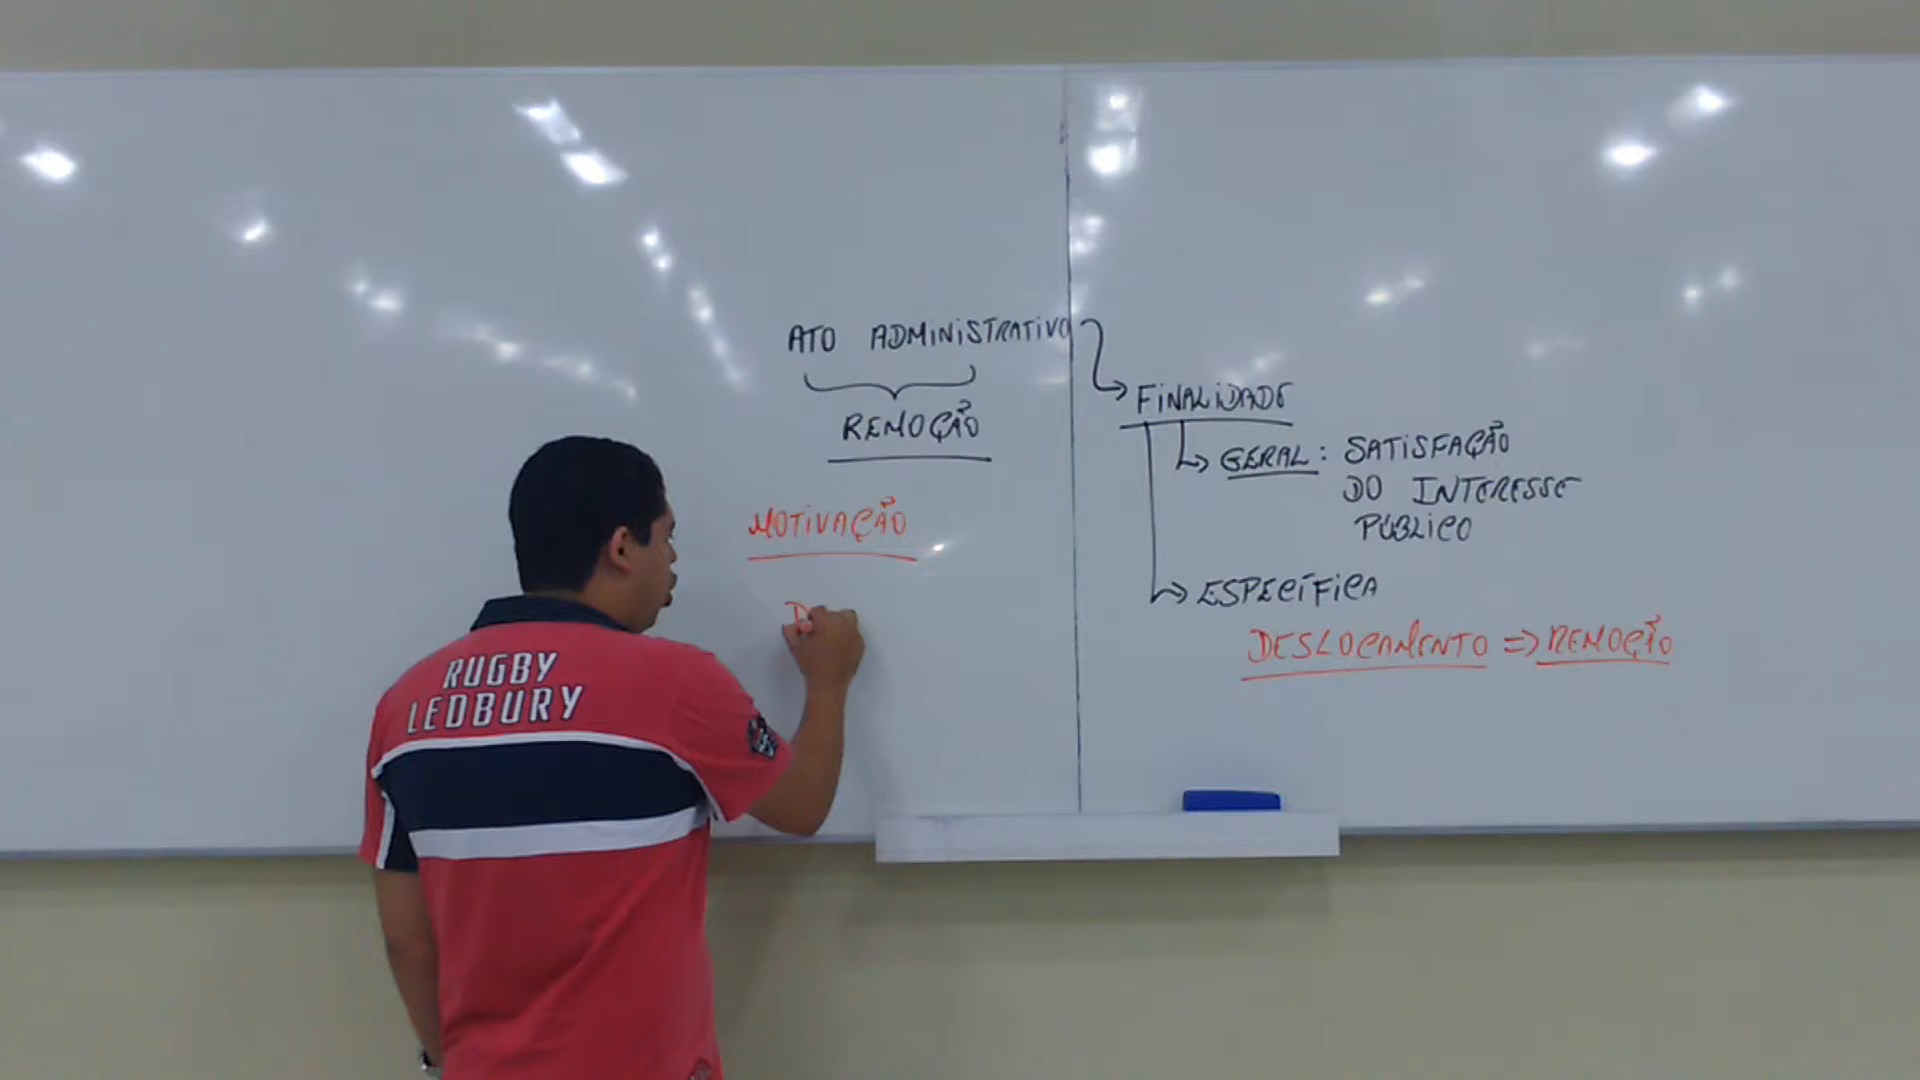 ATO ADMINISTRATIVO
REMOÇÃO
MOTIVAÇÃO
D
FINALIDADE
GERAL: SATISFAÇÃO
DO INTERESSE
PÚBLICO
ESPECÍFICA
DESLOCAMENTO => REMOÇÃO
RUGBY
LEDBURY